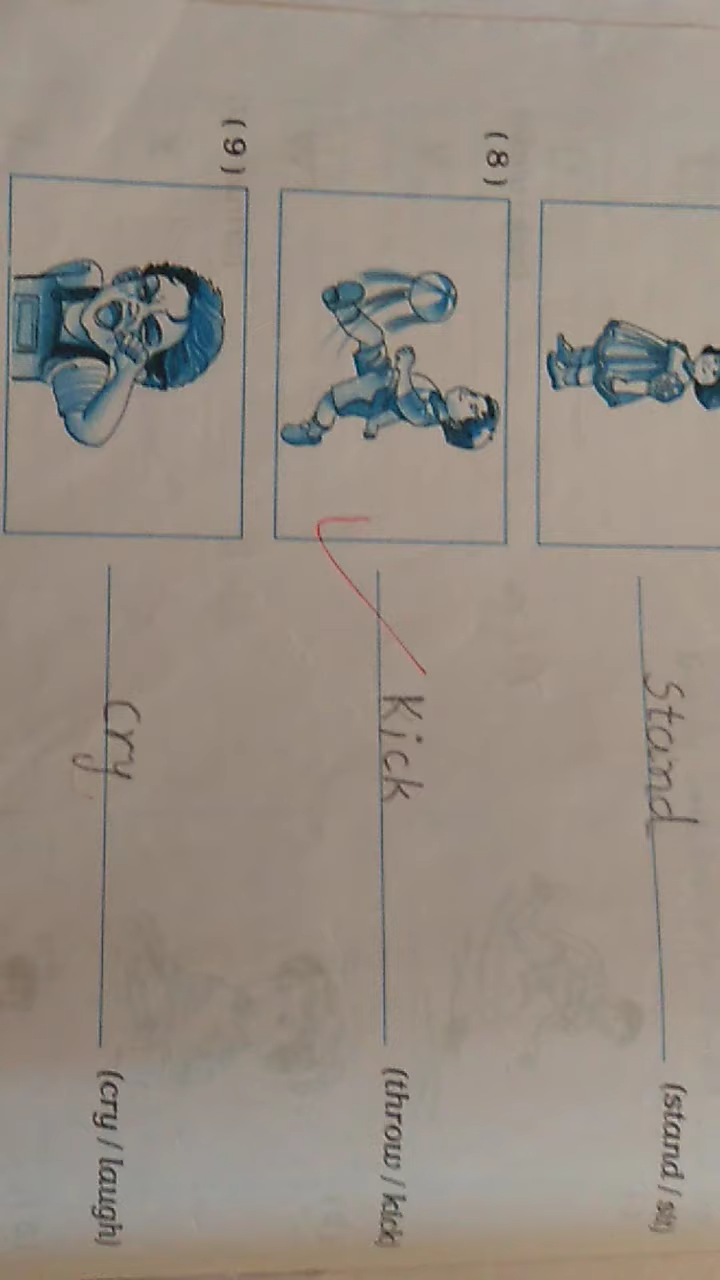 Stand (stand / sit)
(8) Kick (throw / kick)
(9) Cry (cry / laugh)